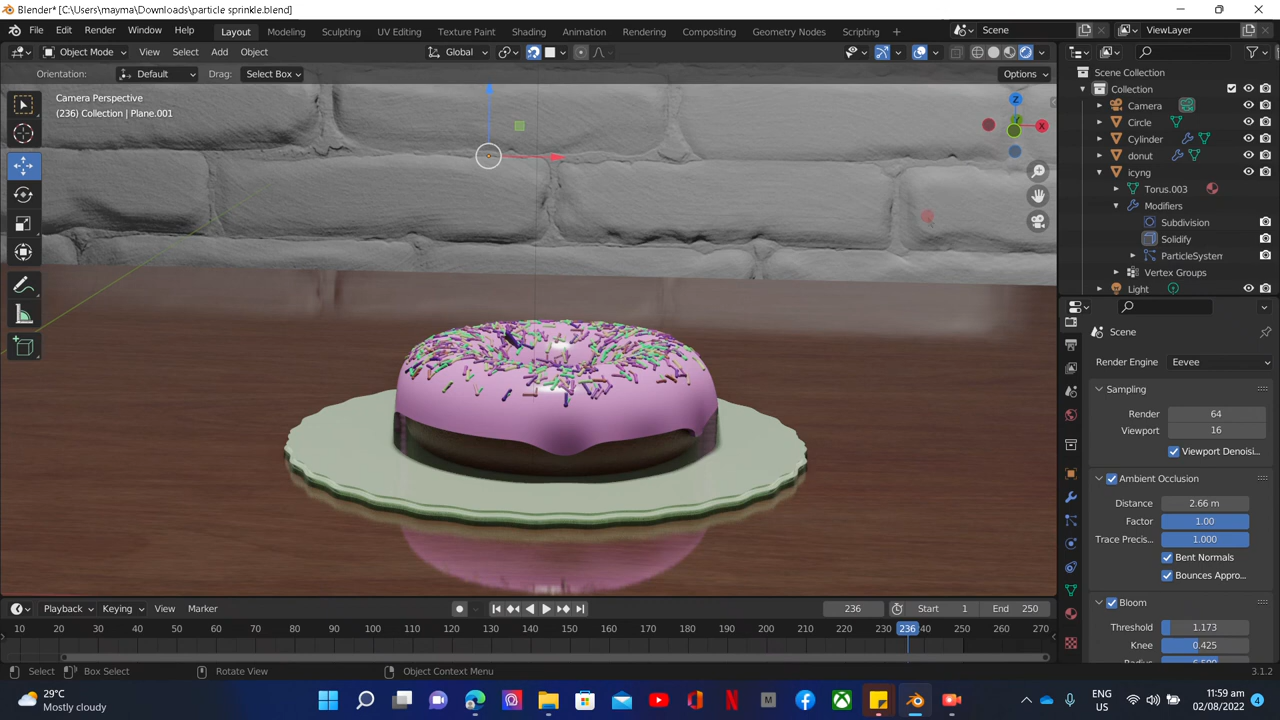 Blender* [C:\Users\mayma\Downloads\particle sprinkle.blend]
File Edit Render Window Help Layout Modeling Sculpting UV Editing Texture Paint Shading Animation Rendering Compositing Geometry Nodes Scripting Scene ViewLayer
Object Mode View Select Add Object Global
Orientation: Default Drag: Select Box Options
Camera Perspective
(236) Collection | Plane.001
Z
X
Scene Collection
Collection
Camera
Circle
Cylinder
donut
icyng
Torus.003
Modifiers
Subdivision
Solidify
ParticleSystem
Vertex Groups
Light
Scene
Render Engine Eevee
Sampling
Render 64
Viewport 16
Viewport Denoisi...
Ambient Occlusion
Distance 2.66 m
Factor 1.00
Trace Precis... 1.000
Bent Normals
Bounces Appro...
Bloom
Threshold 1.173
Knee 0.425
Playback Keying View Marker 236 Start 1 End 250
10 20 30 40 50 60 70 80 90 100 110 120 130 140 150 160 170 180 190 200 210 220 230 236 40 250 260 270
Select Box Select Rotate View Object Context Menu 3.1.2
29°C
Mostly cloudy
ENG
US
11:59 am
02/08/2022
4